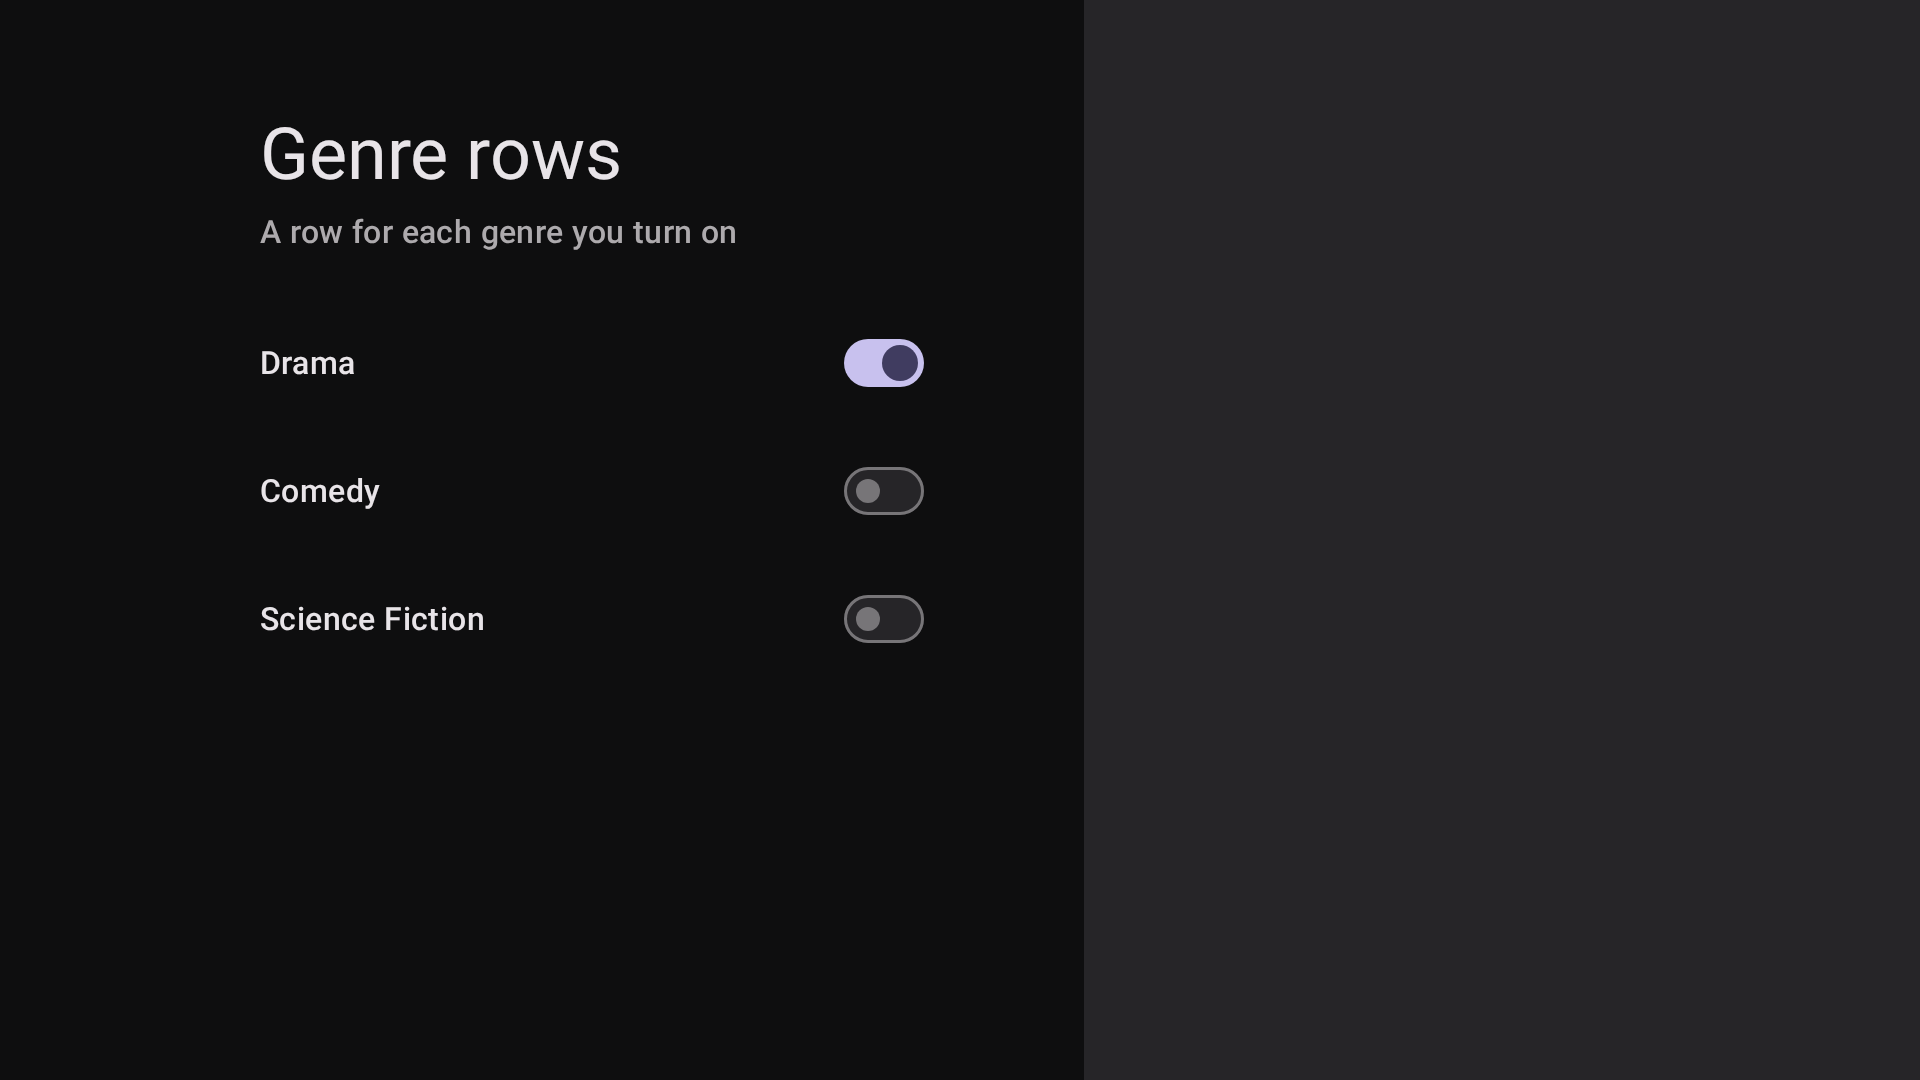 Genre rows
A row for each genre you turn on
Drama
Comedy
Science Fiction